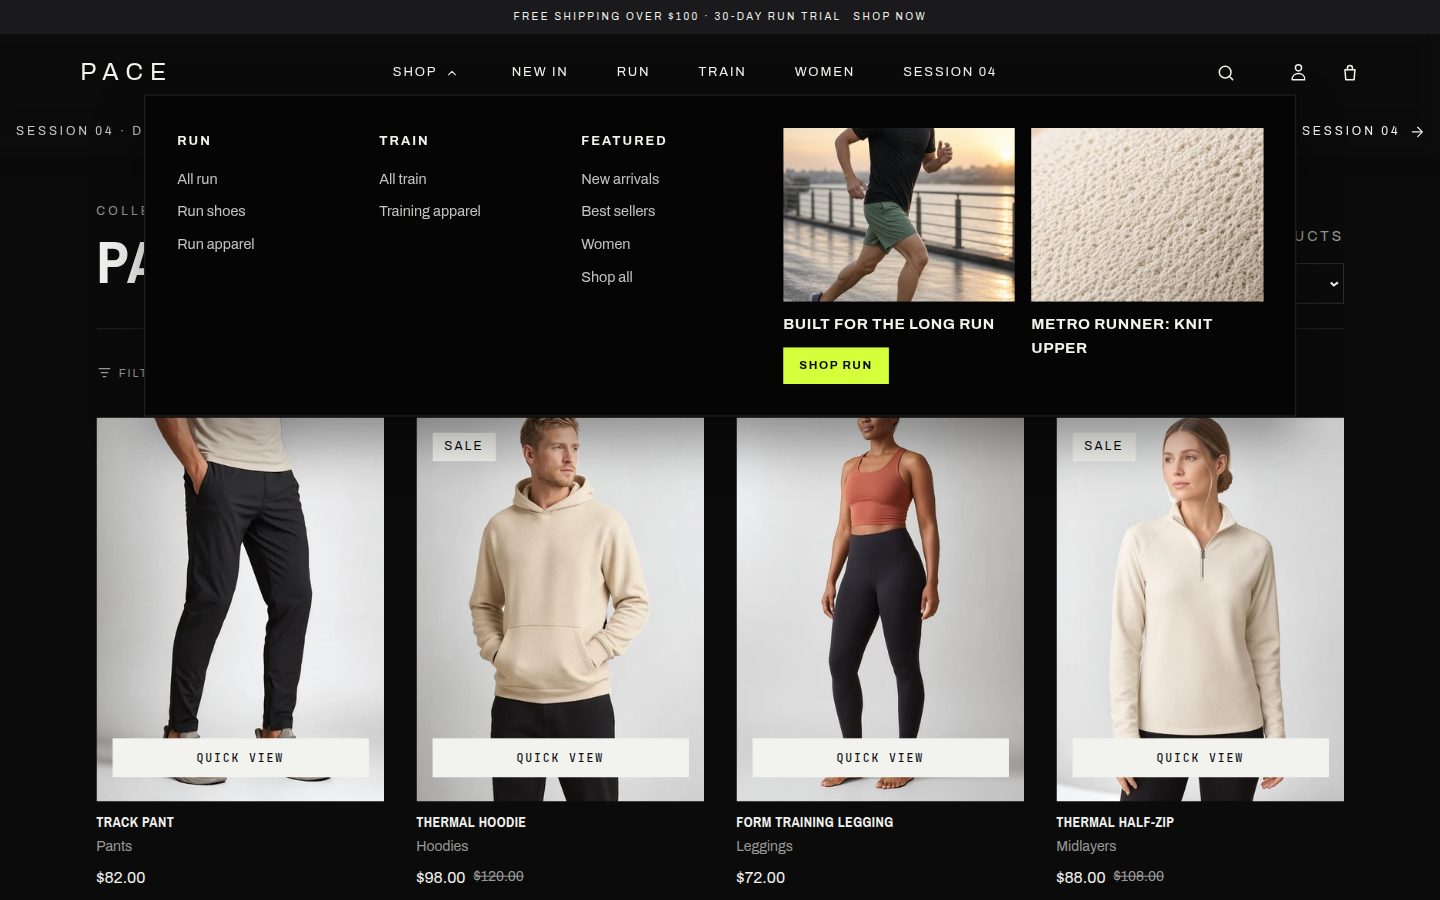 FREE SHIPPING OVER $100 · 30-DAY RUN TRIAL SHOP NOW
PACE
SHOP
NEW IN
RUN
TRAIN
WOMEN
SESSION 04
SESSION 04 · D
SESSION 04
RUN
All run
Run shoes
Run apparel
TRAIN
All train
Training apparel
FEATURED
New arrivals
Best sellers
Women
Shop all
BUILT FOR THE LONG RUN
SHOP RUN
METRO RUNNER: KNIT
UPPER
COLLE
PA
UCTS
FILT
SALE
SALE
QUICK VIEW
QUICK VIEW
QUICK VIEW
QUICK VIEW
TRACK PANT
Pants
$82.00
THERMAL HOODIE
Hoodies
$98.00 $120.00
FORM TRAINING LEGGING
Leggings
$72.00
THERMAL HALF-ZIP
Midlayers
$88.00 $108.00